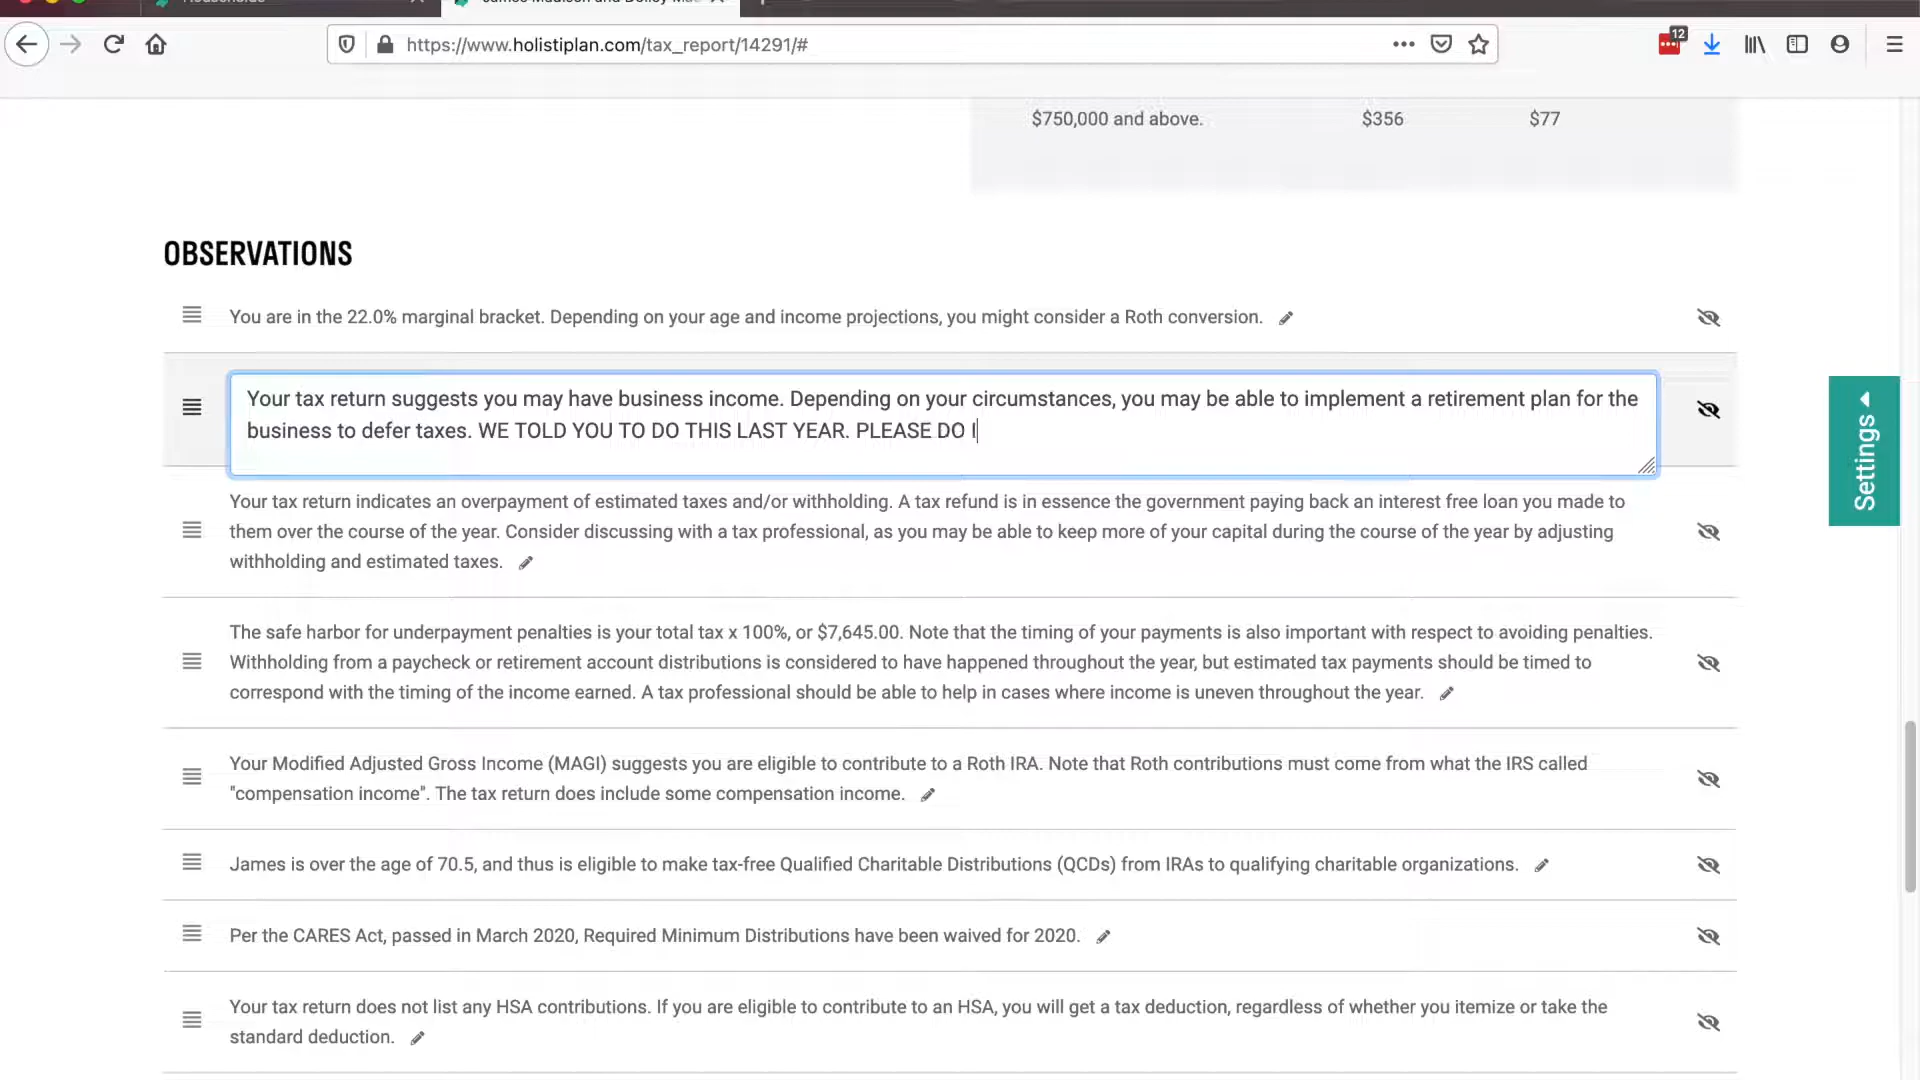 https://www.holistiplan.com/tax_report/14291/#
12
$750,000 and above. $356 $77
OBSERVATIONS
You are in the 22.0% marginal bracket. Depending on your age and income projections, you might consider a Roth conversion.
Your tax return suggests you may have business income. Depending on your circumstances, you may be able to implement a retirement plan for the
business to defer taxes. WE TOLD YOU TO DO THIS LAST YEAR. PLEASE DO I
Settings
Your tax return indicates an overpayment of estimated taxes and/or withholding. A tax refund is in essence the government paying back an interest free loan you made to
them over the course of the year. Consider discussing with a tax professional, as you may be able to keep more of your capital during the course of the year by adjusting
withholding and estimated taxes.
The safe harbor for underpayment penalties is your total tax x 100%, or $7,645.00. Note that the timing of your payments is also important with respect to avoiding penalties.
Withholding from a paycheck or retirement account distributions is considered to have happened throughout the year, but estimated tax payments should be timed to
correspond with the timing of the income earned. A tax professional should be able to help in cases where income is uneven throughout the year.
Your Modified Adjusted Gross Income (MAGI) suggests you are eligible to contribute to a Roth IRA. Note that Roth contributions must come from what the IRS called
"compensation income". The tax return does include some compensation income.
James is over the age of 70.5, and thus is eligible to make tax-free Qualified Charitable Distributions (QCDs) from IRAs to qualifying charitable organizations.
Per the CARES Act, passed in March 2020, Required Minimum Distributions have been waived for 2020.
Your tax return does not list any HSA contributions. If you are eligible to contribute to an HSA, you will get a tax deduction, regardless of whether you itemize or take the
standard deduction.